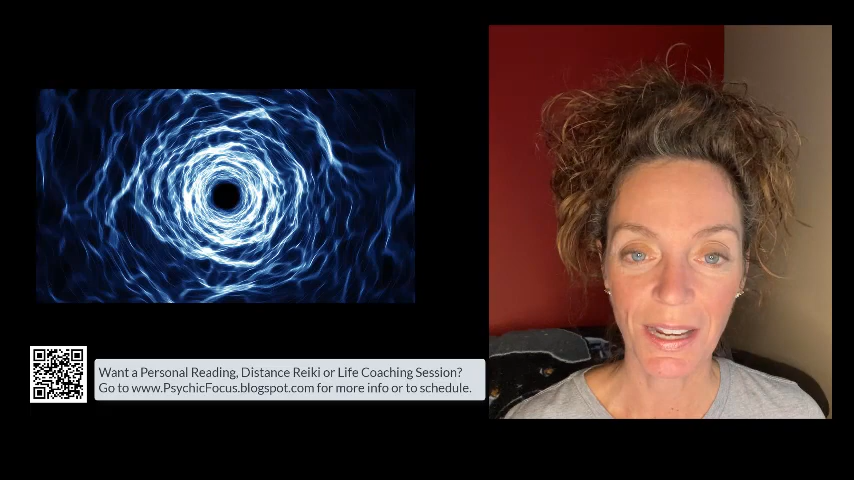 Want a Personal Reading, Distance Reiki or Life Coaching Session?
Go to www.PsychicFocus.blogspot.com for more info or to schedule.